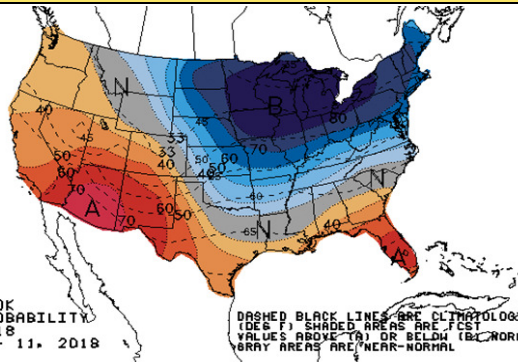 N
B
80
45
40
33
70
45
33
50
60
50
50
40
40
60
60
N
70
A
60
50
70
N
65
40
A
OK
OBABILITY
18
11, 2018
DASHED BLACK LINES ARE CLIMATOLOG
(DEG F) SHADED AREAS ARE FCST
VALUES ABOVE (A) OR BELOW (B) NORM
GRAY AREAS ARE NEAR-NORMAL